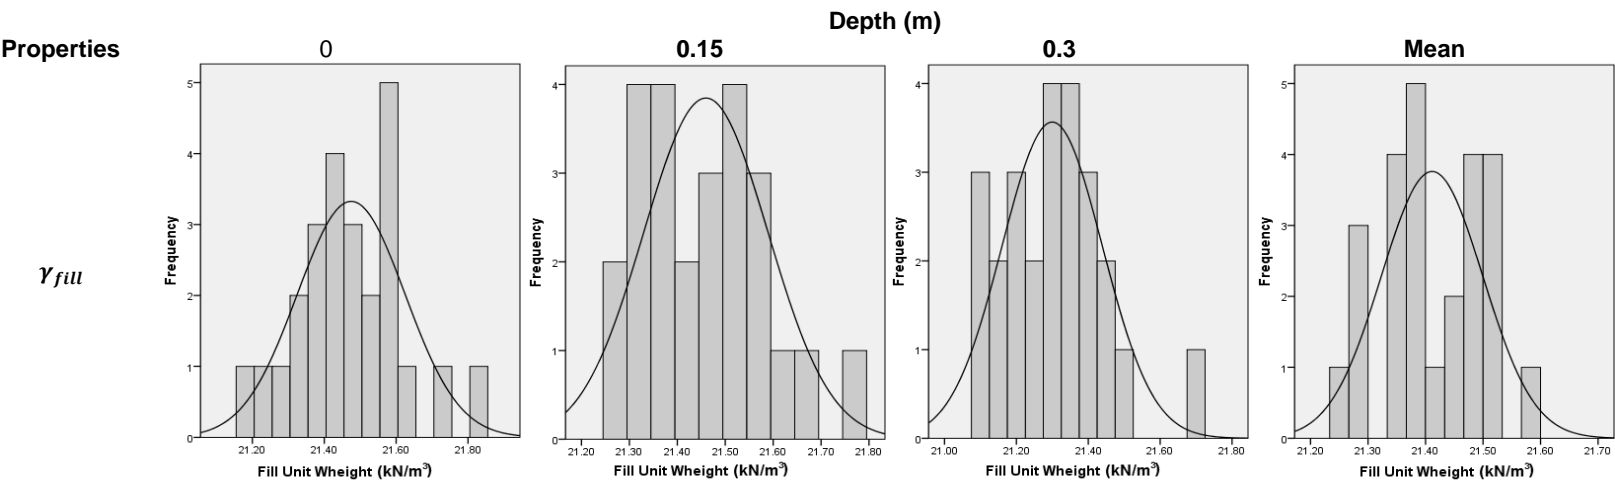 Depth (m)
Properties 0 0.15 0.3 Mean
γfill
Frequency
5
4
3
2
1
0
21.20 21.40 21.60 21.80
Fill Unit Wheight (kN/m³)
Frequency
4
3
2
1
0
21.20 21.30 21.40 21.50 21.60 21.70 21.80
Fill Unit Wheight (kN/m³)
Frequency
4
3
2
1
0
21.00 21.20 21.40 21.60 21.80
Fill Unit Wheight (kN/m³)
Frequency
5
4
3
2
1
0
21.20 21.30 21.40 21.50 21.60 21.70
Fill Unit Wheight (kN/m³)